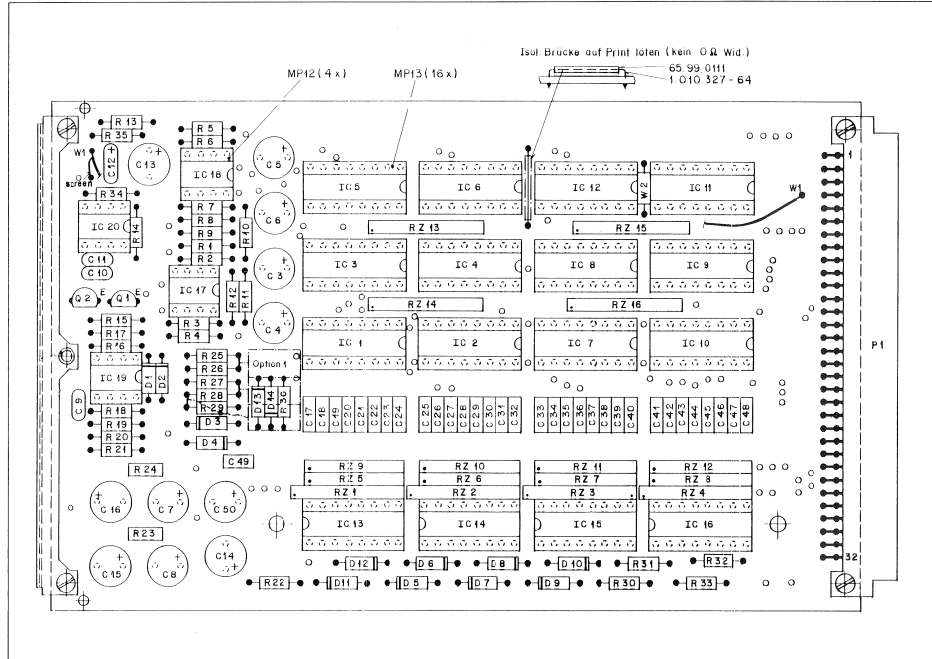 Isol. Brücke auf Print löten (kein 0Ω Wid.)
65.99.0111
1.010.327-64
MP12(4x)
MP13(16x)
R 13
R 35
W1
screen
C 12 +
C 13 +
R 34
IC 20
R 14
C 11
C 10
Q 2 E
Q 1 E
R 15
R 17
R 16
IC 19
D 1
D 2
C 9
R 18
R 19
R 20
R 21
R 5
R 6
IC 18
R 7
R 8
R 9
R 1
R 2
R 10
IC 17
R 12
R 11
R 3
R 4
C 5 +
C 6 +
C 3 +
C 4 +
R 25
R 26
R 27
R 28
R 29
D 3
D 4
C 49
Option 1
D 13
D 14
R 36
R 24
C 16 +
C 7 +
C 50 +
R 23
C 15 +
C 8 +
C 14 +
IC 5
IC 6
IC 12
W 2
IC 11
W1
RZ 13
RZ 15
IC 3
IC 4
IC 8
IC 9
RZ 14
RZ 16
IC 1
IC 2
IC 7
IC 10
C 17 C 18 C 19 C 20 C 21 C 22 C 23 C 24
C 25 C 26 C 27 C 28 C 29 C 30 C 31 C 32
C 33 C 34 C 35 C 36 C 37 C 38 C 39 C 40
C 41 C 42 C 43 C 44 C 45 C 46 C 47 C 48
RZ 9
RZ 10
RZ 11
RZ 12
RZ 5
RZ 6
RZ 7
RZ 8
RZ 1
RZ 2
RZ 3
RZ 4
IC 13
IC 14
IC 15
IC 16
D12
D 6
D 8
D 10
R 31
R 32
R 22
D11
D 5
D 7
D 9
R 30
R 33
1
P1
32